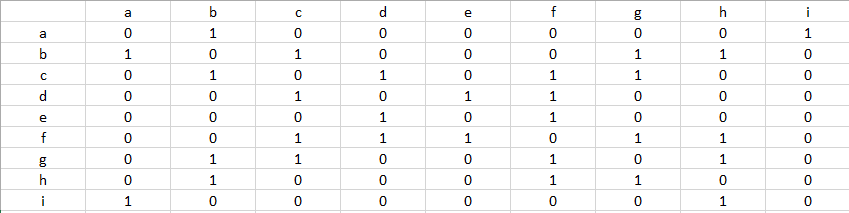 a b c d e f g h i
a 0 1 0 0 0 0 0 0 1
b 1 0 1 0 0 0 1 1 0
c 0 1 0 1 0 1 1 0 0
d 0 0 1 0 1 1 0 0 0
e 0 0 0 1 0 1 0 0 0
f 0 0 1 1 1 0 1 1 0
g 0 1 1 0 0 1 0 1 0
h 0 1 0 0 0 1 1 0 0
i 1 0 0 0 0 0 0 1 0